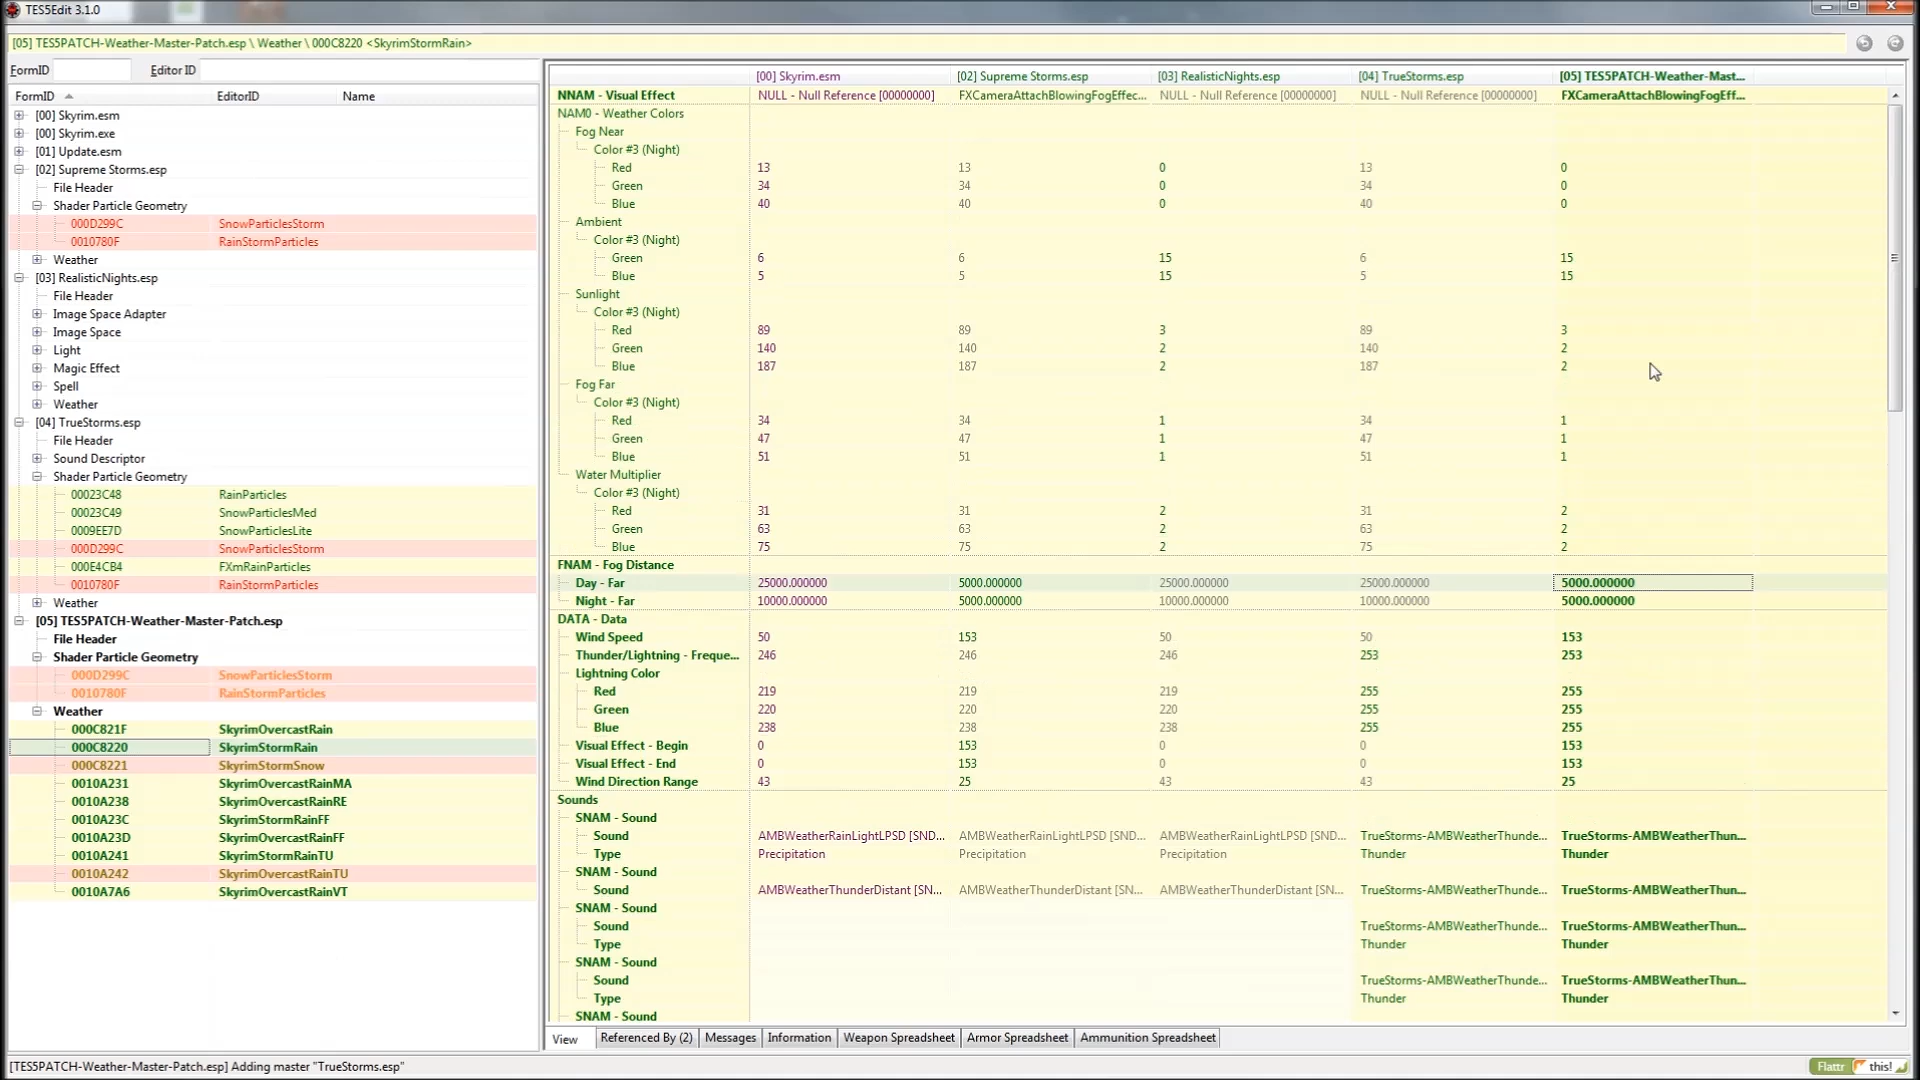 TES5Edit 3.1.0
[05] TES5PATCH-Weather-Master-Patch.esp \ Weather \ 000C8220 <SkyrimStormRain>
FormID Editor ID
FormID EditorID Name
[00] Skyrim.esm
[00] Skyrim.exe
[01] Update.esm
[02] Supreme Storms.esp
File Header
Shader Particle Geometry
000D299C SnowParticlesStorm
0010780F RainStormParticles
Weather
[03] RealisticNights.esp
File Header
Image Space Adapter
Image Space
Light
Magic Effect
Spell
Weather
[04] TrueStorms.esp
File Header
Sound Descriptor
Shader Particle Geometry
00023C48 RainParticles
00023C49 SnowParticlesMed
0009EE7D SnowParticlesLite
000D299C SnowParticlesStorm
000E4CB4 FXmRainParticles
0010780F RainStormParticles
Weather
[05] TES5PATCH-Weather-Master-Patch.esp
File Header
Shader Particle Geometry
000D299C SnowParticlesStorm
0010780F RainStormParticles
Weather
000C821F SkyrimOvercastRain
000C8220 SkyrimStormRain
000C8221 SkyrimStormSnow
0010A231 SkyrimOvercastRainMA
0010A238 SkyrimOvercastRainRE
0010A23C SkyrimStormRainFF
0010A23D SkyrimOvercastRainFF
0010A241 SkyrimStormRainTU
0010A242 SkyrimOvercastRainTU
0010A7A6 SkyrimOvercastRainVT
[00] Skyrim.esm [02] Supreme Storms.esp [03] RealisticNights.esp [04] TrueStorms.esp [05] TES5PATCH-Weather-Mast...
NNAM - Visual Effect NULL - Null Reference [00000000] FXCameraAttachBlowingFogEffec... NULL - Null Reference [00000000] NULL - Null Reference [00000000] FXCameraAttachBlowingFogEff...
NAM0 - Weather Colors
Fog Near
Color #3 (Night)
Red 13 13 0 13 0
Green 34 34 0 34 0
Blue 40 40 0 40 0
Ambient
Color #3 (Night)
Green 6 6 15 6 15
Blue 5 5 15 5 15
Sunlight
Color #3 (Night)
Red 89 89 3 89 3
Green 140 140 2 140 2
Blue 187 187 2 187 2
Fog Far
Color #3 (Night)
Red 34 34 1 34 1
Green 47 47 1 47 1
Blue 51 51 1 51 1
Water Multiplier
Color #3 (Night)
Red 31 31 2 31 2
Green 63 63 2 63 2
Blue 75 75 2 75 2
FNAM - Fog Distance
Day - Far 25000.000000 5000.000000 25000.000000 25000.000000 5000.000000
Night - Far 10000.000000 5000.000000 10000.000000 10000.000000 5000.000000
DATA - Data
Wind Speed 50 153 50 50 153
Thunder/Lightning - Freque... 246 246 246 253 253
Lightning Color
Red 219 219 219 255 255
Green 220 220 220 255 255
Blue 238 238 238 255 255
Visual Effect - Begin 0 153 0 0 153
Visual Effect - End 0 153 0 0 153
Wind Direction Range 43 25 43 43 25
Sounds
SNAM - Sound
Sound AMBWeatherRainLightLPSD [SND... AMBWeatherRainLightLPSD [SND... AMBWeatherRainLightLPSD [SND... TrueStorms-AMBWeatherThunde... TrueStorms-AMBWeatherThun...
Type Precipitation Precipitation Precipitation Thunder Thunder
SNAM - Sound
Sound AMBWeatherThunderDistant [SN... AMBWeatherThunderDistant [SN... AMBWeatherThunderDistant [SN... TrueStorms-AMBWeatherThunde... TrueStorms-AMBWeatherThun...
SNAM - Sound
Sound TrueStorms-AMBWeatherThunde... TrueStorms-AMBWeatherThun...
Type Thunder Thunder
SNAM - Sound
Sound TrueStorms-AMBWeatherThunde... TrueStorms-AMBWeatherThun...
Type Thunder Thunder
SNAM - Sound
View Referenced By (2) Messages Information Weapon Spreadsheet Armor Spreadsheet Ammunition Spreadsheet
[TES5PATCH-Weather-Master-Patch.esp] Adding master "TrueStorms.esp"
Flattr this!